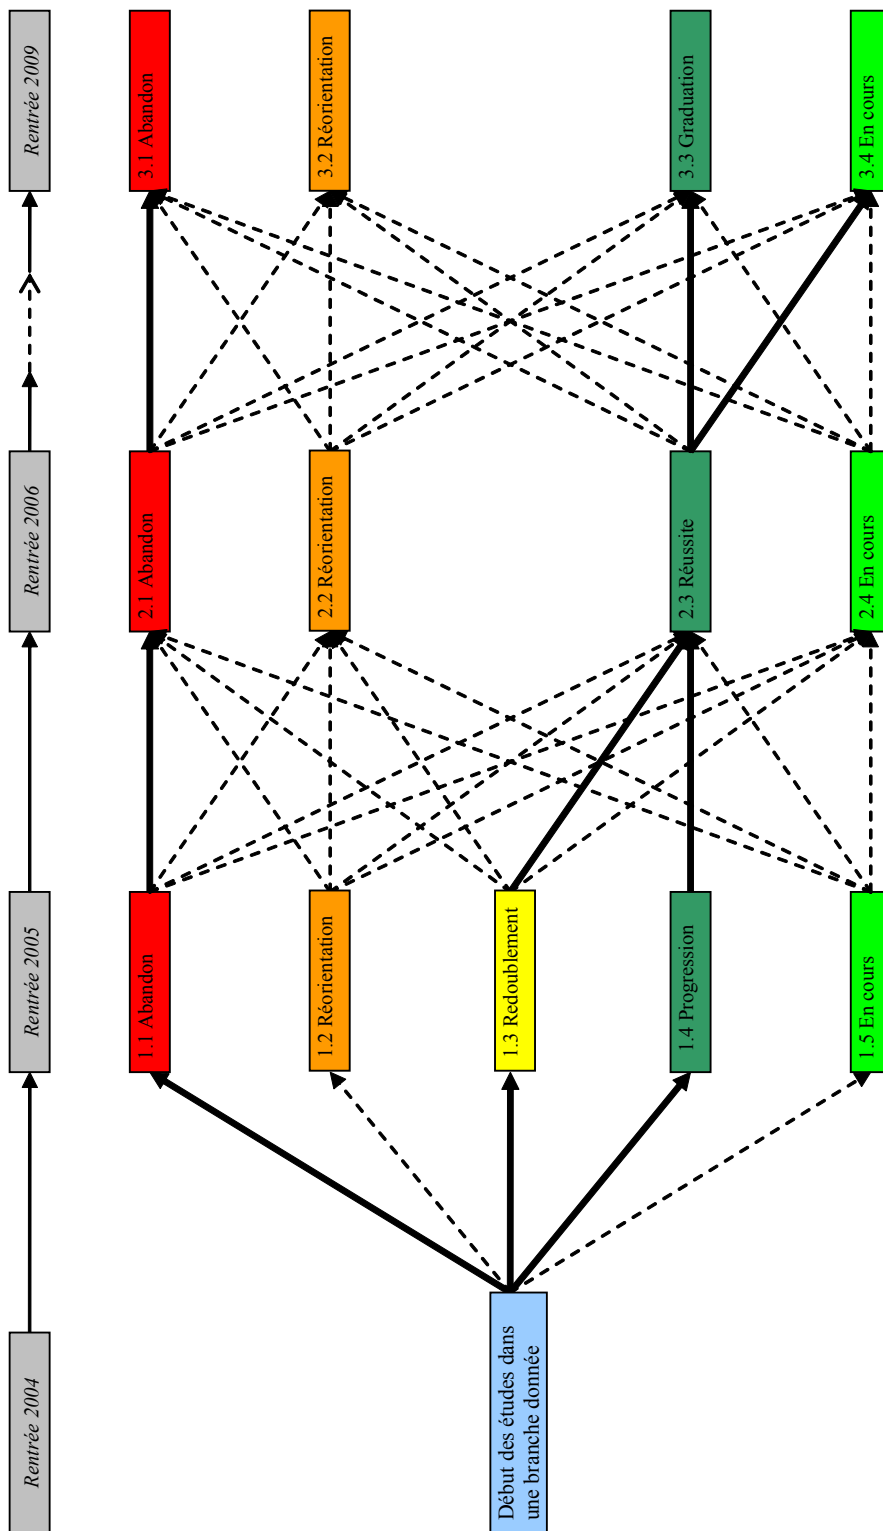 Rentrée 2004
Rentrée 2005
Rentrée 2006
Rentrée 2009
Début des études dans
une branche donnée
1.1 Abandon
1.2 Réorientation
1.3 Redoublement
1.4 Progression
1.5 En cours
2.1 Abandon
2.2 Réorientation
2.3 Réussite
2.4 En cours
3.1 Abandon
3.2 Réorientation
3.3 Graduation
3.4 En cours